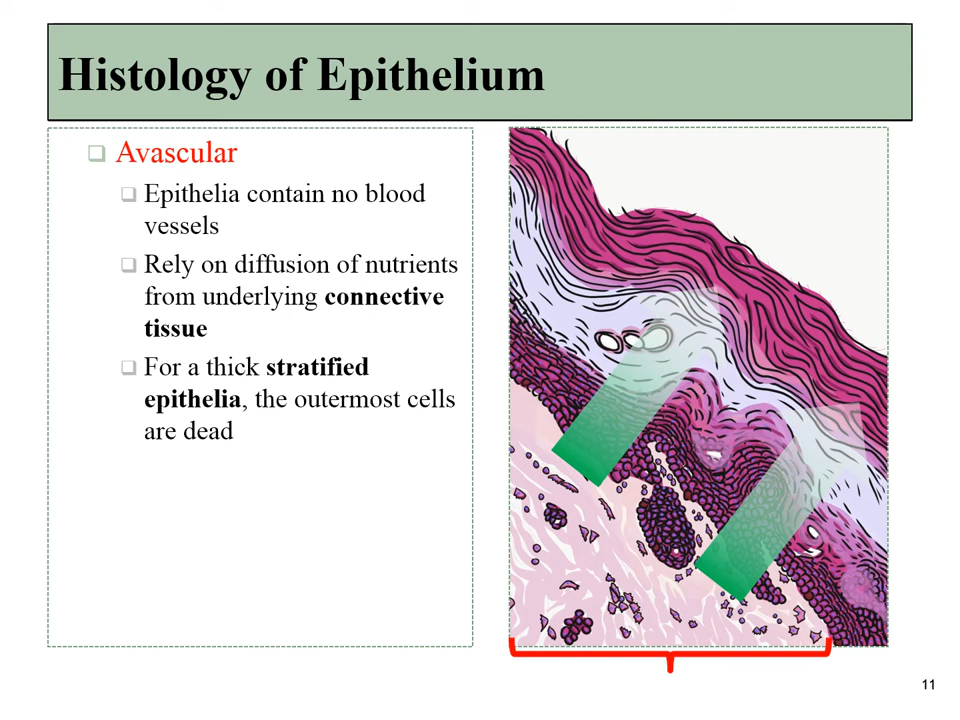 Histology of Epithelium
Avascular
Epithelia contain no blood
vessels
Rely on diffusion of nutrients
from underlying connective
tissue
For a thick stratified
epithelia, the outermost cells
are dead
11